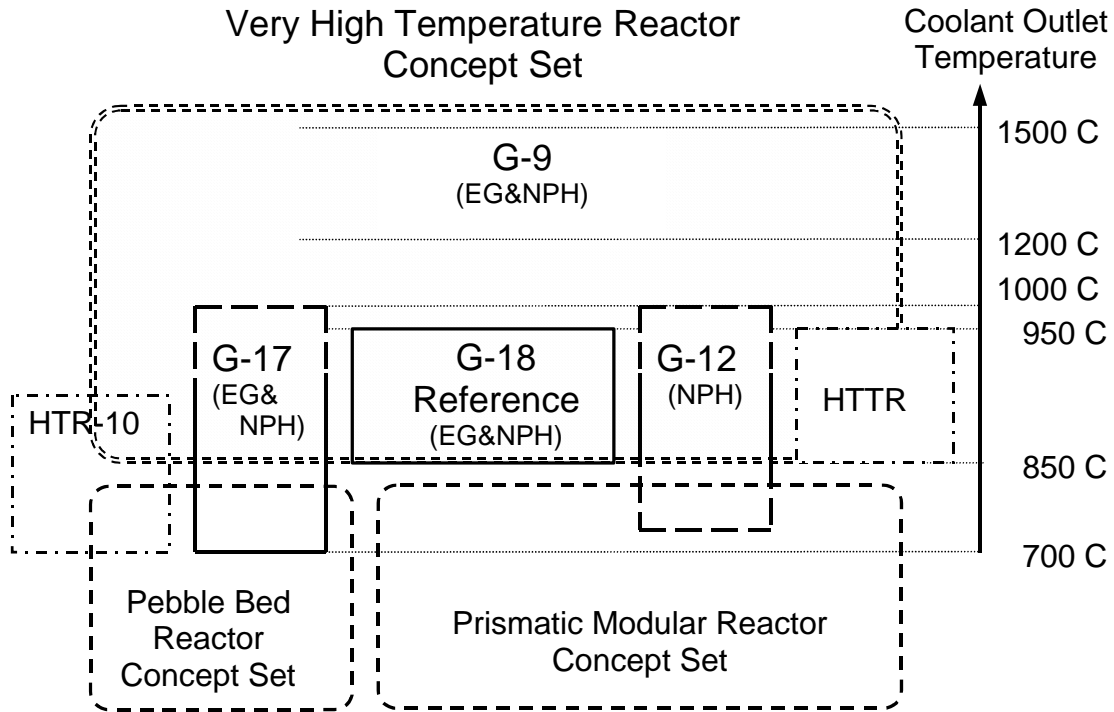 Very High Temperature Reactor
Concept Set
Coolant Outlet
Temperature
1500 C
G-9
(EG&NPH)
1200 C
1000 C
950 C
G-17
(EG&
NPH)
G-18
Reference
(EG&NPH)
G-12
(NPH)
HTTR
HTR-10
850 C
700 C
Pebble Bed
Reactor
Concept Set
Prismatic Modular Reactor
Concept Set